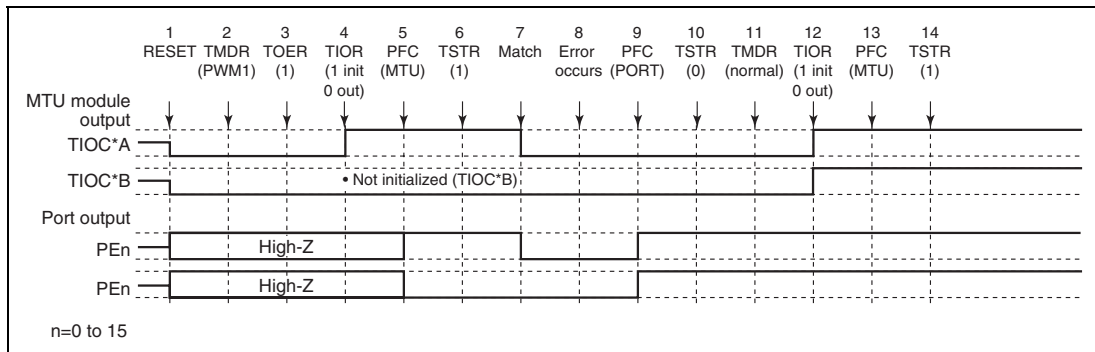 1 2 3 4 5 6 7 8 9 10 11 12 13 14
RESET TMDR TOER TIOR PFC TSTR Match Error PFC TSTR TMDR TIOR PFC TSTR
(PWM1) (1) (1 init (MTU) (1) occurs (PORT) (0) (normal) (1 init (MTU) (1)
0 out) 0 out)
MTU module
output
TIOC*A
TIOC*B • Not initialized (TIOC*B)
Port output
PEn High-Z
PEn High-Z
n=0 to 15